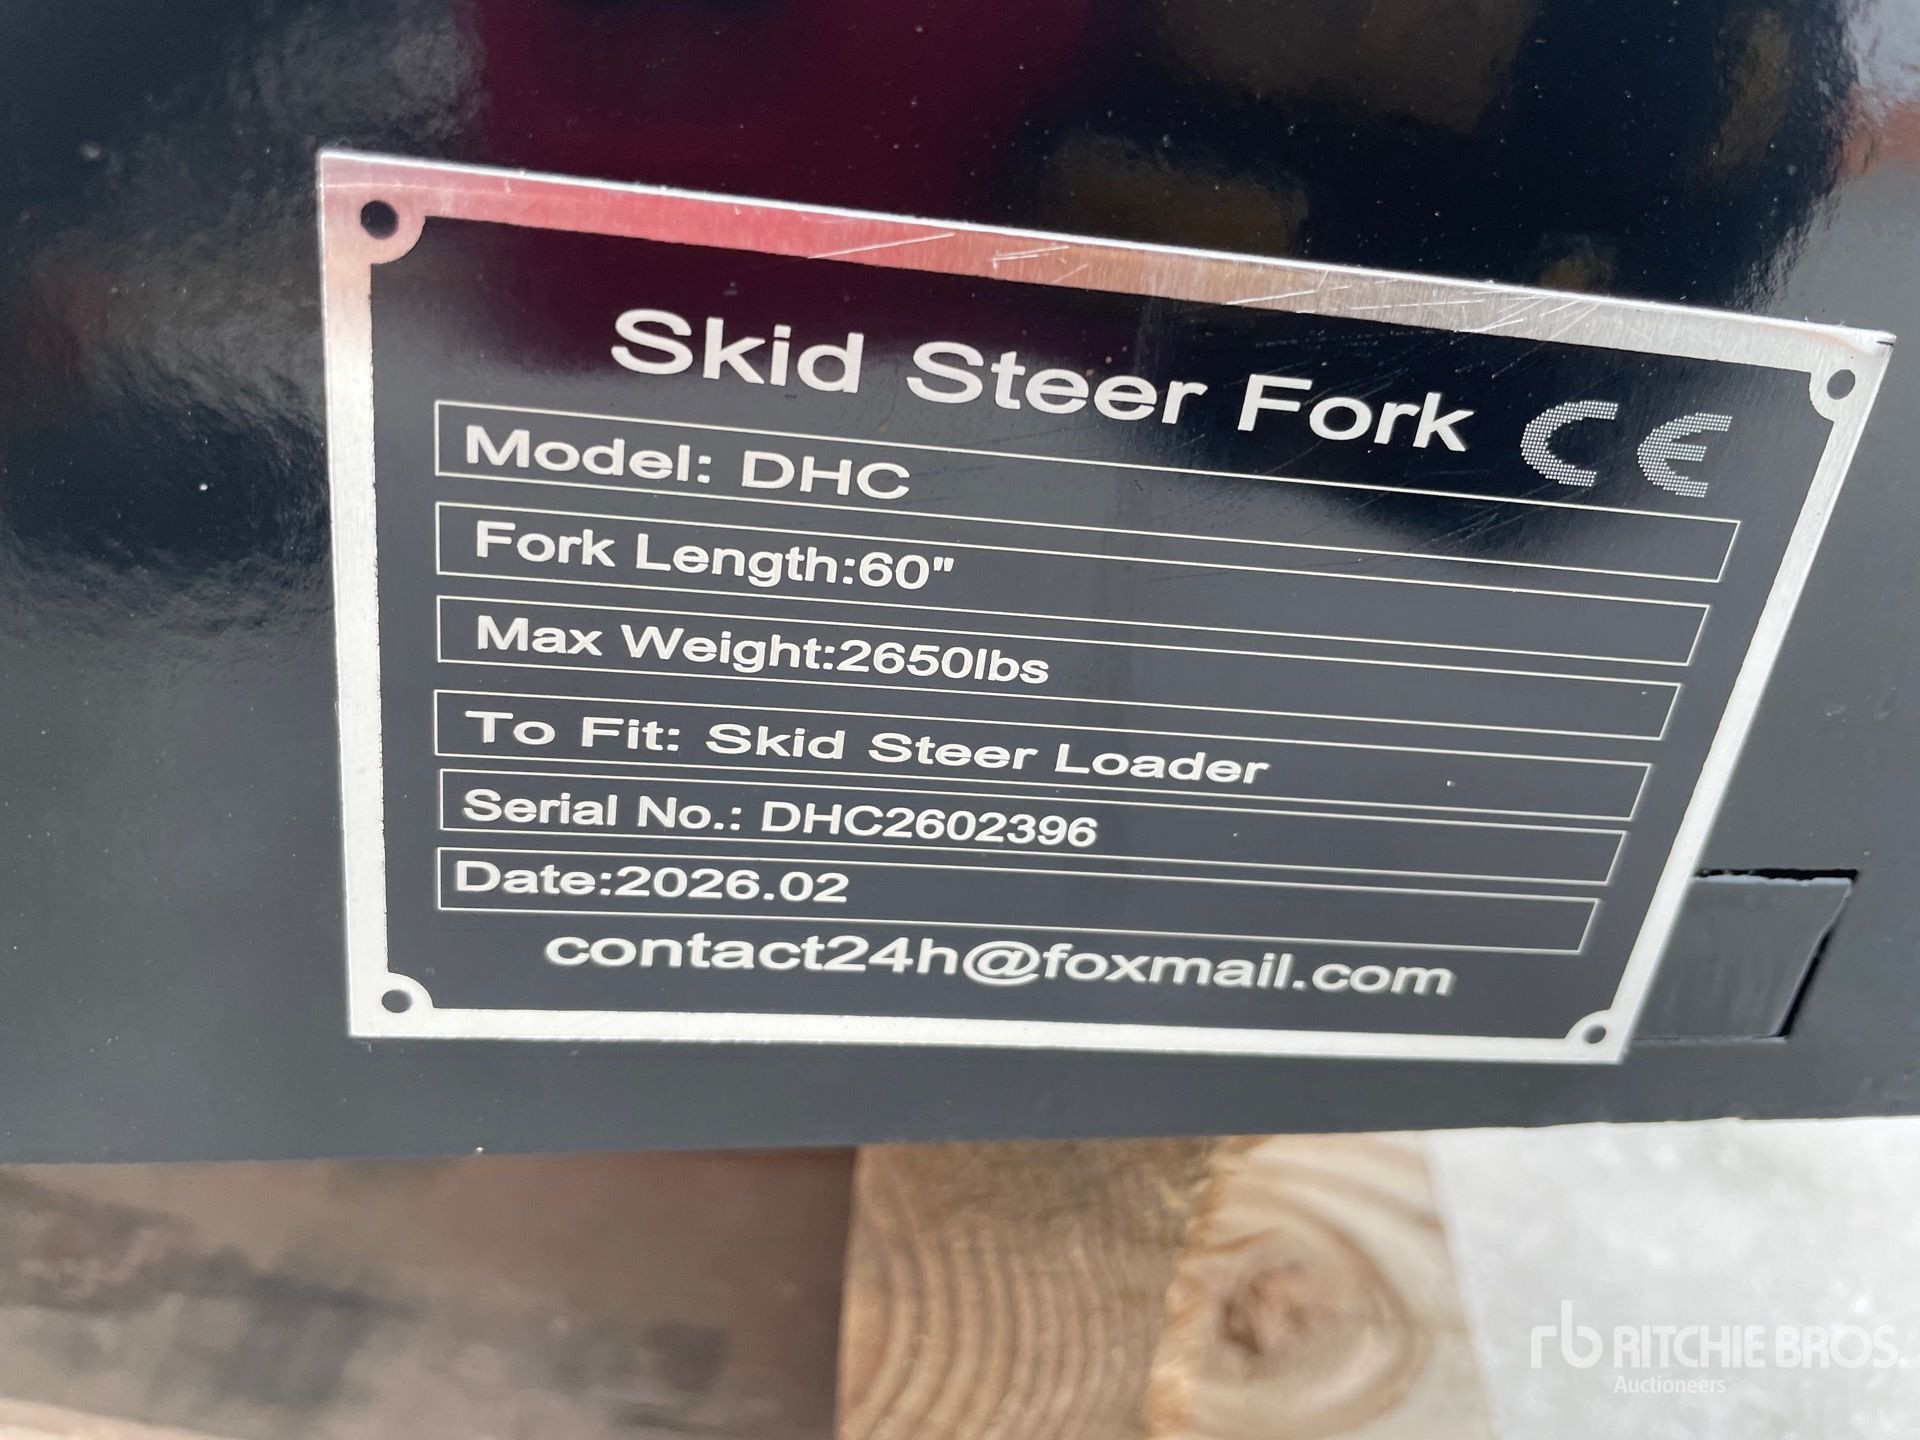 Skid Steer Fork CE
Model: DHC
Fork Length:60"
Max Weight:2650lbs
To Fit: Skid Steer Loader
Serial No.: DHC2602396
Date:2026.02
contact24h@foxmail.com
rb RITCHIE BROS.
Auctioneers